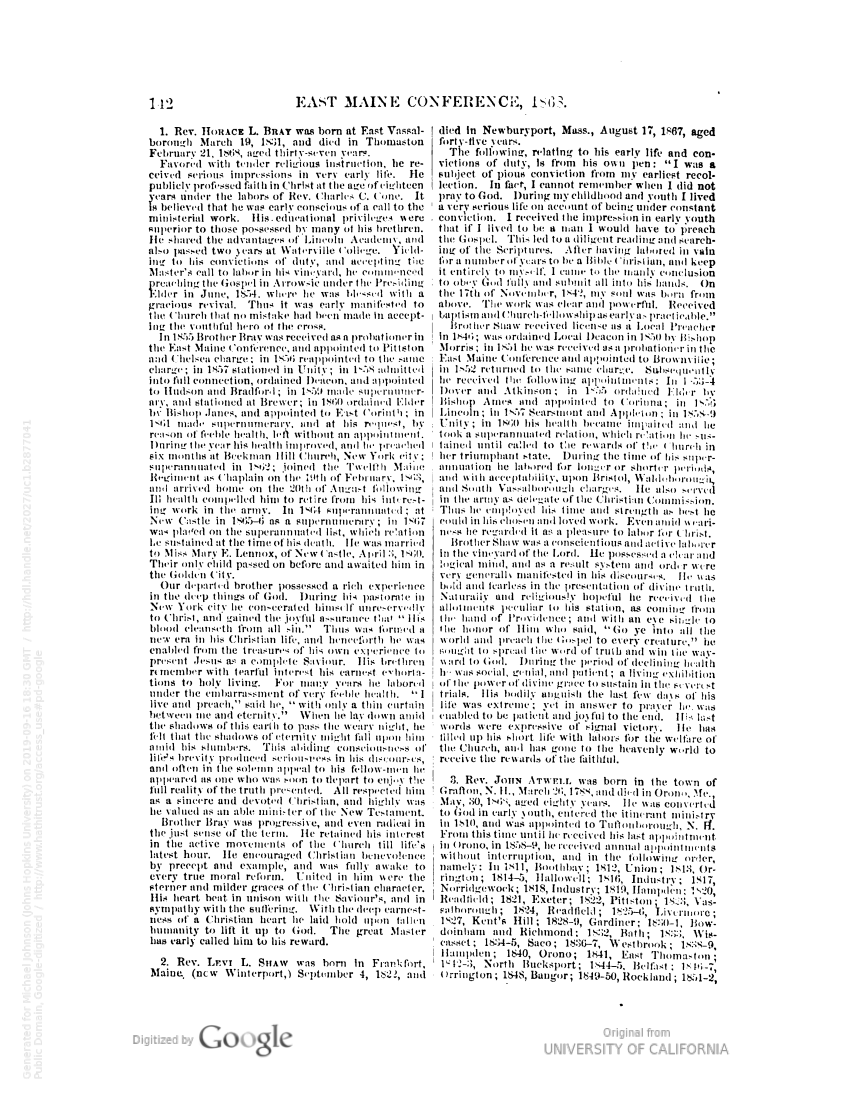 142
EAST MAINE CONFERENCE, 1868.
1. Rev. HORACE L. BRAY was born at East Vassal-
borough March 19, 1831, and died in Thomaston
February 21, 1868, aged thirty-seven years.
Favored with tender religious instruction, he re-
ceived serious impressions in very early life. He
publicly professed faith in Christ at the age of eighteen
years under the labors of Rev. Charles C. Cone. It
is believed that he was early conscious of a call to the
ministerial work. His educational privileges were
superior to those possessed by many of his brethren.
He shared the advantages of Lincoln Academy, and
also passed two years at Waterville College. Yield-
ing to his convictions of duty, and accepting the
Master's call to labor in his vineyard, he commenced
preaching the Gospel in Arrowsic under the Presiding
Elder in June, 1854, where he was blessed with a
gracious revival. Thus it was early manifested to
the Church that no mistake had been made in accept-
ing the youthful hero of the cross.
In 1855 Brother Bray was received as a probationer in
the East Maine Conference, and appointed to Pittston
and Chelsea charge; in 1856 reappointed to the same
charge; in 1857 stationed in Unity; in 1858 admitted
into full connection, ordained Deacon, and appointed
to Hudson and Bradford; in 1859 made supernumer-
ary, and stationed at Brewer; in 1860 ordained Elder
by Bishop Janes, and appointed to East Corinth; in
1861 made supernumerary, and at his request, by
reason of feeble health, left without an appointment.
During the year his health improved, and he preached
six months at Beekman Hill Church, New York city;
superannuated in 1862; joined the Twelfth Maine
Regiment as Chaplain on the 19th of February, 1863,
and arrived home on the 20th of August following
Ill health compelled him to retire from his interest-
ing work in the army. In 1864 superannuated; at
New Castle in 1865-6 as a supernumerary; in 1867
was placed on the superannuated list, which relation
he sustained at the time of his death. He was married
to Miss Mary E. Lennox, of New Castle, April 3, 1860.
Their only child passed on before and awaited him in
the Golden City.
Our departed brother possessed a rich experience
in the deep things of God. During his pastorate in
New York city he consecrated himself unreservedly
to Christ, and gained the joyful assurance that "His
blood cleanseth from all sin." Thus was formed a
new era in his Christian life, and henceforth he was
enabled from the treasures of his own experience to
present Jesus as a complete Saviour. His brethren
remember with tearful interest his earnest exhorta-
tions to holy living. For many years he labored
under the embarrassment of very feeble health. "I
live and preach," said he, "with only a thin curtain
between me and eternity." When he lay down amid
the shadows of this earth to pass the weary night, he
felt that the shadows of eternity might fall upon him
amid his slumbers. This abiding consciousness of
life's brevity produced seriousness in his discourses,
and often in the solemn appeal to his fellow-men he
appeared as one who was soon to depart to enjoy the
full reality of the truth presented. All respected him
as a sincere and devoted Christian, and highly was
he valued as an able minister of the New Testament.
Brother Bray was progressive, and even radical in
the just sense of the term. He retained his interest
in the active movements of the Church till life's
latest hour. He encouraged Christian benevolence
by precept and example, and was fully awake to
every true moral reform. United in him were the
sterner and milder graces of the Christian character.
His heart beat in unison with the Saviour's, and in
sympathy with the suffering. With the deep earnest-
ness of a Christian heart he laid hold upon fallen
humanity to lift it up to God. The great Master
has early called him to his reward.
2. Rev. LEVI L. SHAW was born in Frankfort,
Maine, (now Winterport,) September 4, 1822, and
died in Newburyport, Mass., August 17, 1867, aged
forty-five years.
The following, relating to his early life and con-
victions of duty, is from his own pen: "I was a
subject of pious conviction from my earliest recol-
lection. In fact, I cannot remember when I did not
pray to God. During my childhood and youth I lived
a very serious life on account of being under constant
conviction. I received the impression in early youth
that if I lived to be a man I would have to preach
the Gospel. This led to a diligent reading and search-
ing of the Scriptures. After having labored in vain
for a number of years to be a Bible Christian, and keep
it entirely to myself, I came to the manly conclusion
to obey God fully and submit all into his hands. On
the 17th of November, 1842, my soul was born from
above. The work was clear and powerful. Received
baptism and Church-fellowship as early as practicable."
Brother Shaw received license as a Local Preacher
in 1846; was ordained Local Deacon in 1850 by Bishop
Morris; in 1851 he was received as a probationer in the
East Maine Conference and appointed to Brownville;
in 1852 returned to the same charge. Subsequently
he received the following appointments: In 1853-4
Dover and Atkinson; in 1855 ordained Elder by
Bishop Ames and appointed to Corinna; in 1856
Lincoln; in 1857 Searsmont and Appleton; in 1858-9
Unity; in 1860 his health became impaired and he
took a superannuated relation, which relation he sus-
tained until called to the rewards of the Church in
her triumphant state. During the time of his super-
annuation he labored for longer or shorter periods,
and with acceptability, upon Bristol, Waldoborough,
and South Vassalborough charges. He also served
in the army as delegate of the Christian Commission.
Thus he employed his time and strength as best he
could in his chosen and loved work. Even amid weari-
ness he regarded it as a pleasure to labor for Christ.
Brother Shaw was a conscientious and active laborer
in the vineyard of the Lord. He possessed a clear and
logical mind, and as a result system and order were
very generally manifested in his discourses. He was
bold and fearless in the presentation of divine truth.
Naturally and religiously hopeful he received the
allotments peculiar to his station, as coming from
the hand of Providence; and with an eye single to
the honor of Him who said, "Go ye into all the
world and preach the Gospel to every creature," he
sought to spread the word of truth and win the way-
ward to God. During the period of declining health
he was social, genial, and patient; a living exhibition
of the power of divine grace to sustain in the severest
trials. His bodily anguish the last few days of his
life was extreme; yet in answer to prayer he was
enabled to be patient and joyful to the end. His last
words were expressive of signal victory. He has
filled up his short life with labors for the welfare of
the Church, and has gone to the heavenly world to
receive the rewards of the faithful.
3. Rev. JOHN ATWELL was born in the town of
Grafton, N. H., March 26, 1788, and died in Orono, Me.,
May, 30, 1868, aged eighty years. He was converted
to God in early youth, entered the itinerant ministry
in 1810, and was appointed to Tuftonborough, N. H.
From this time until he received his last appointment
in Orono, in 1858-9, he received annual appointments
without interruption, and in the following order,
namely: In 1811, Boothbay; 1812, Union; 1813, Or-
rington; 1814-5, Hallowell; 1816, Industry; 1817,
Norridgewock; 1818, Industry; 1819, Hampden; 1820,
Readfield; 1821, Exeter; 1822, Pittston; 1823, Vas-
salborough; 1824, Readfield; 1825-6, Livermore;
1827, Kent's Hill; 1828-9, Gardiner; 1830-1, Bow-
doinham and Richmond; 1832, Bath; 1833, Wis-
casset; 1834-5, Saco; 1836-7, Westbrook; 1838-9,
Hampden; 1840, Orono; 1841, East Thomaston;
1842-3, North Bucksport; 1844-5, Belfast; 1846-7,
Orrington; 1848, Bangor; 1849-50, Rockland; 1851-2,
Digitized by Google
Original from
UNIVERSITY OF CALIFORNIA
Public Domain, Google-digitized / http://www.hathitrust.org/access_use#pd-google